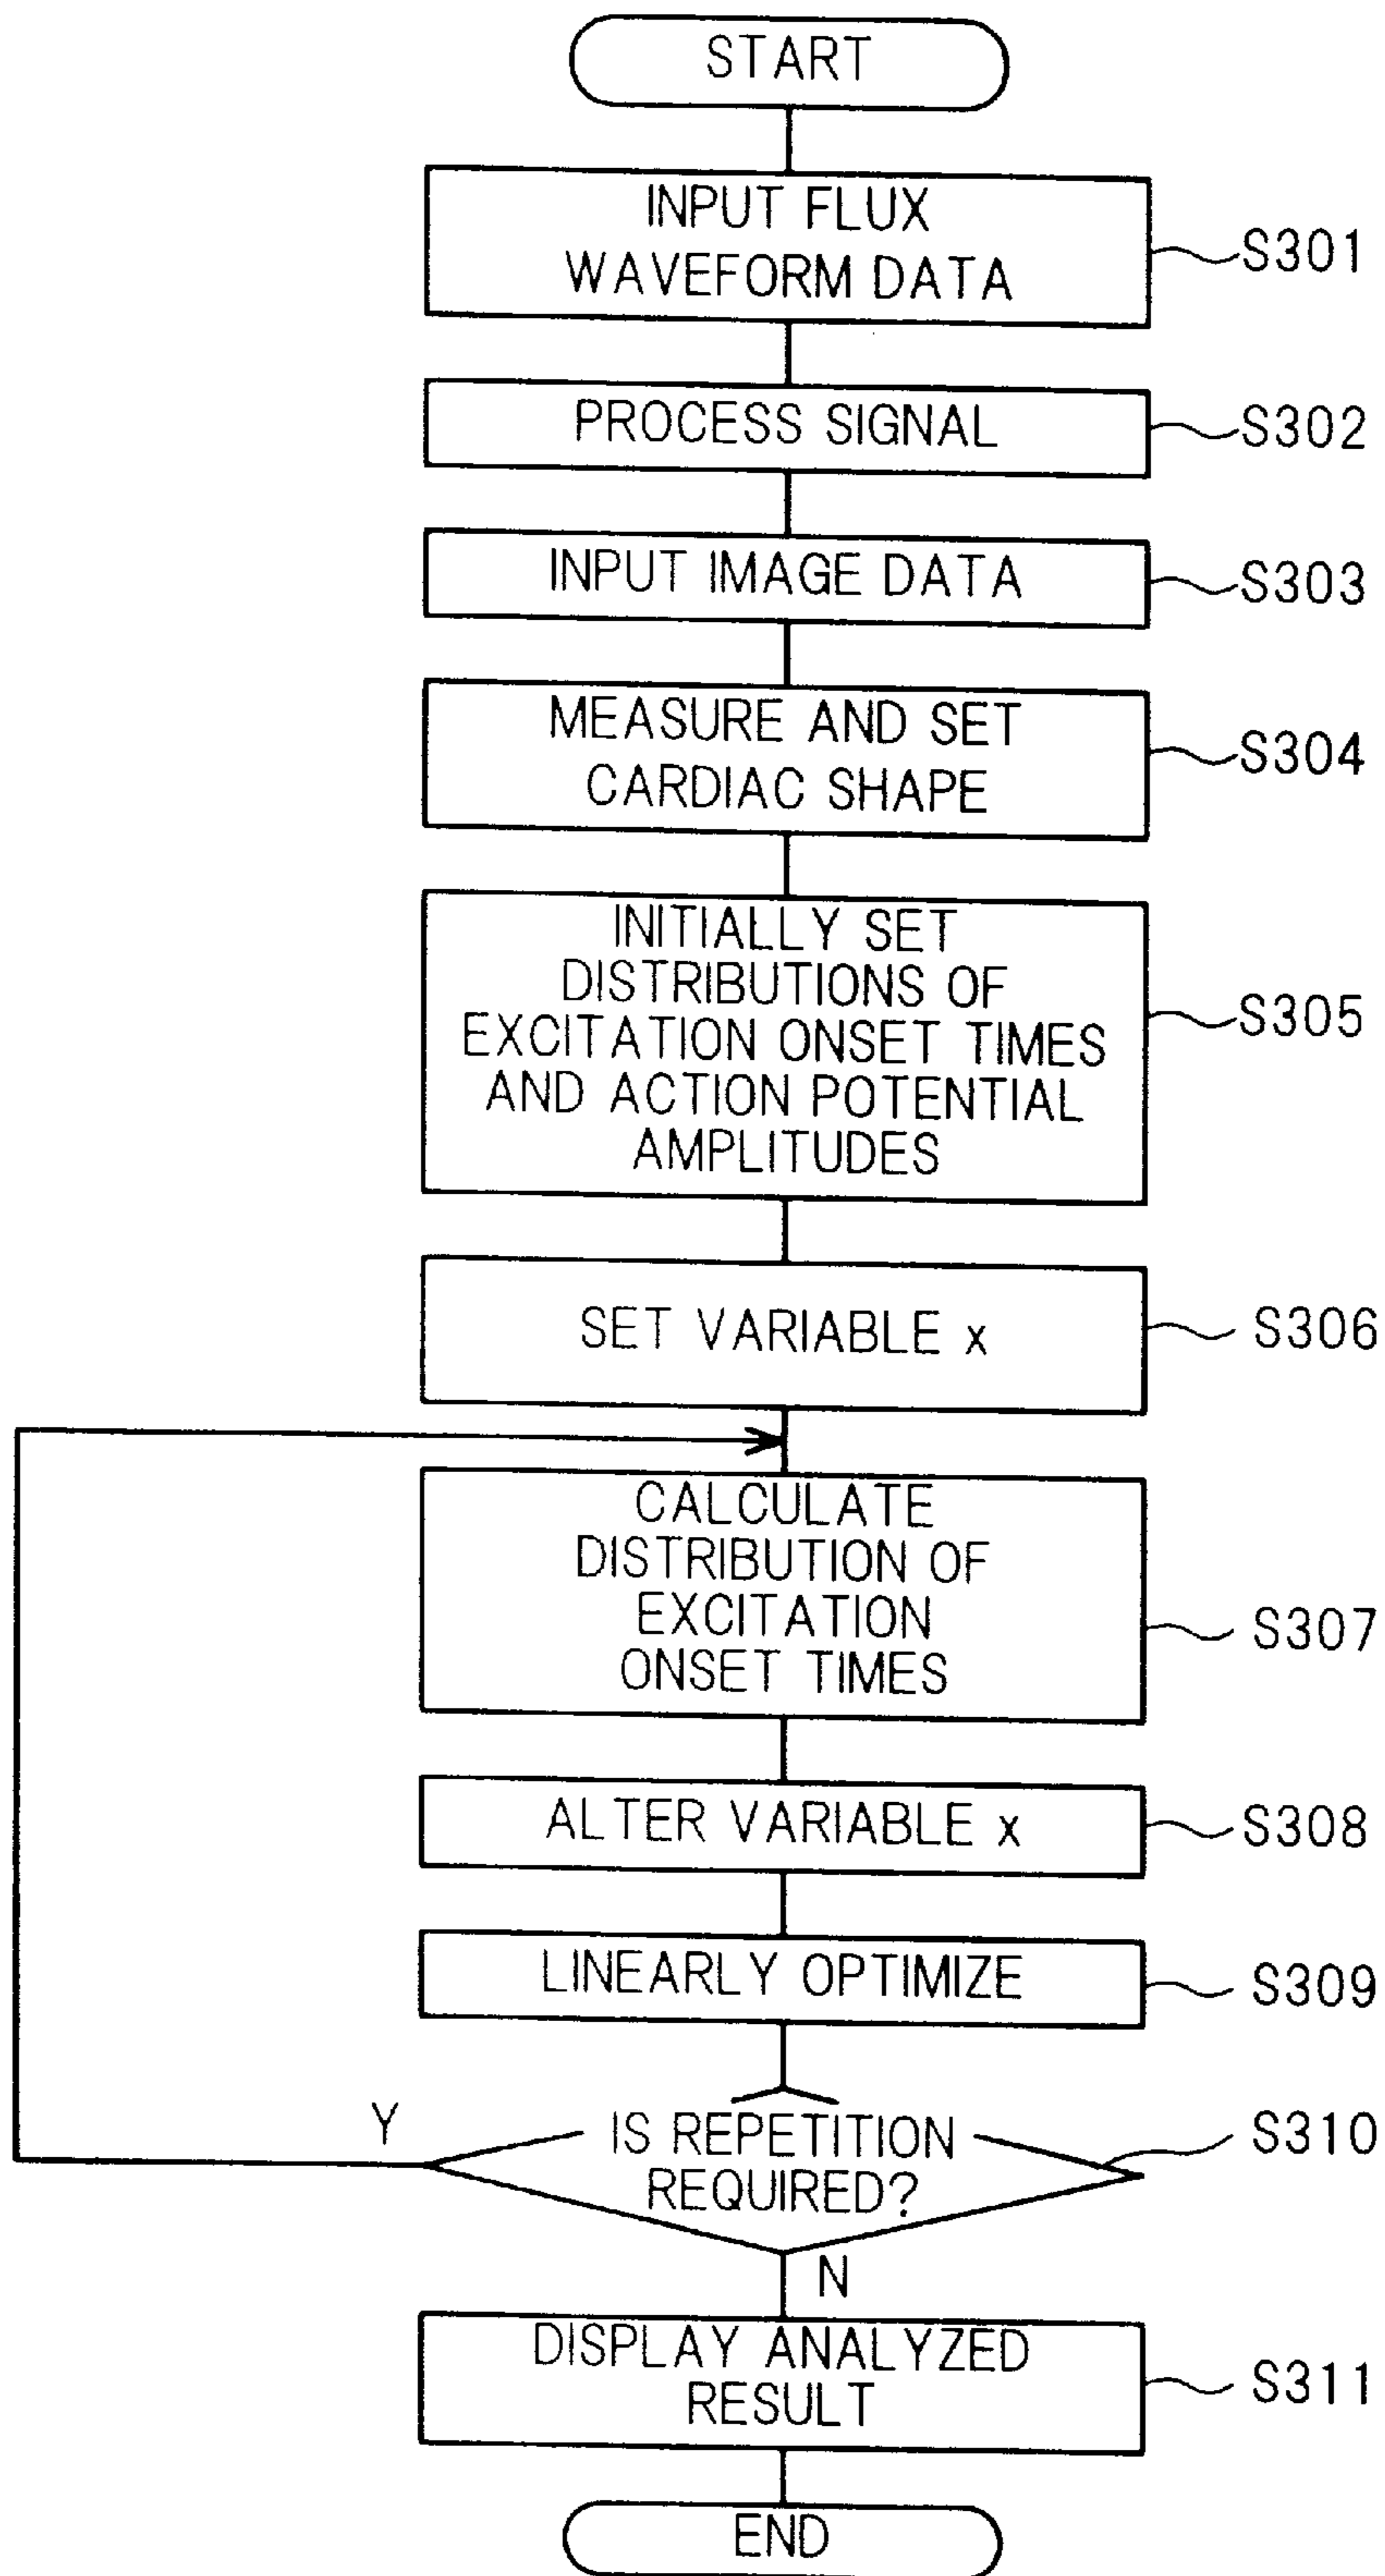 START
INPUT FLUX
WAVEFORM DATA
S301
PROCESS SIGNAL
S302
INPUT IMAGE DATA
S303
MEASURE AND SET
CARDIAC SHAPE
S304
INITIALLY SET
DISTRIBUTIONS OF
EXCITATION ONSET TIMES
AND ACTION POTENTIAL
AMPLITUDES
S305
SET VARIABLE x
S306
CALCULATE
DISTRIBUTION OF
EXCITATION
ONSET TIMES
S307
ALTER VARIABLE x
S308
LINEARLY OPTIMIZE
S309
Y
IS REPETITION
REQUIRED?
S310
N
DISPLAY ANALYZED
RESULT
S311
END